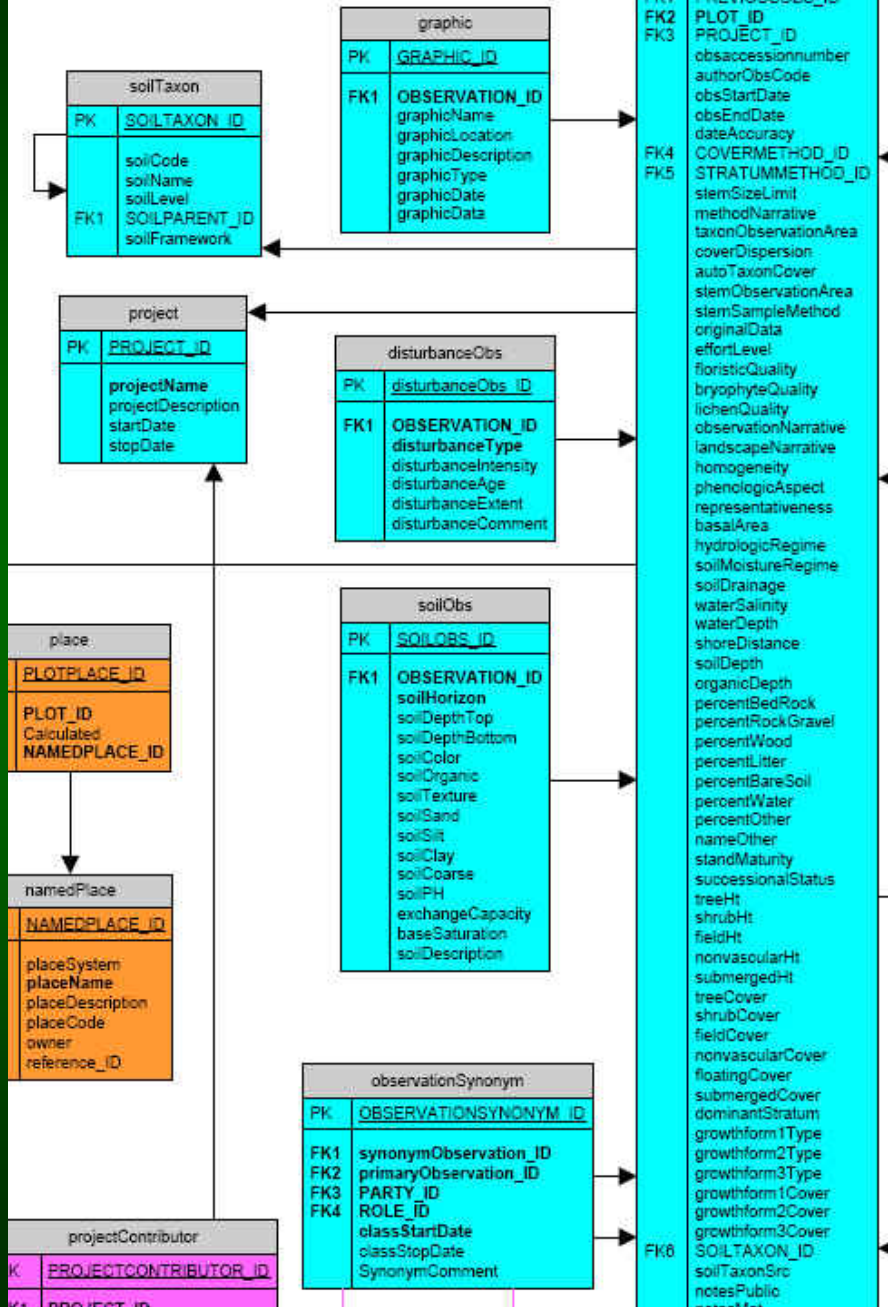 graphic
PK GRAPHIC_ID
FK1 OBSERVATION_ID
graphicName
graphicLocation
graphicDescription
graphicType
graphicDate
graphicData
soilTaxon
PK SOILTAXON_ID
soilCode
soilName
soilLevel
FK1 SOILPARENT_ID
soilFramework
project
PK PROJECT_ID
projectName
projectDescription
startDate
stopDate
disturbanceObs
PK disturbanceObs_ID
FK1 OBSERVATION_ID
disturbanceType
disturbanceIntensity
disturbanceAge
disturbanceExtent
disturbanceComment
soilObs
PK SOILOBS_ID
FK1 OBSERVATION_ID
soilHorizon
soilDepthTop
soilDepthBottom
soilColor
soilOrganic
soilTexture
soilSand
soilSilt
soilClay
soilCoarse
soilPH
exchangeCapacity
baseSaturation
soilDescription
place
PLOTPLACE_ID
PLOT_ID
Calculated
NAMEDPLACE_ID
namedPlace
NAMEDPLACE_ID
placeSystem
placeName
placeDescription
placeCode
owner
reference_ID
observationSynonym
PK OBSERVATIONSYNONYM_ID
FK1 synonymObservation_ID
FK2 primaryObservation_ID
FK3 PARTY_ID
FK4 ROLE_ID
classStartDate
classStopDate
SynonymComment
projectContributor
K PROJECTCONTRIBUTOR_ID
FK2 PLOT_ID
FK3 PROJECT_ID
obsaccessionnumber
authorObsCode
obsStartDate
obsEndDate
dateAccuracy
FK4 COVERMETHOD_ID
FK5 STRATUMMETHOD_ID
stemSizeLimit
methodNarrative
taxonObservationArea
coverDispersion
autoTaxonCover
stemObservationArea
stemSampleMethod
originalData
effortLevel
floristicQuality
bryophyteQuality
lichenQuality
observationNarrative
landscapeNarrative
homogeneity
phenologicAspect
representativeness
basalArea
hydrologicRegime
soilMoistureRegime
soilDrainage
waterSalinity
waterDepth
shoreDistance
soilDepth
organicDepth
percentBedRock
percentRockGravel
percentWood
percentLitter
percentBareSoil
percentWater
percentOther
nameOther
standMaturity
successionalStatus
treeHt
shrubHt
fieldHt
nonvascularHt
submergedHt
treeCover
shrubCover
fieldCover
nonvascularCover
floatingCover
submergedCover
dominantStratum
growthform1Type
growthform2Type
growthform3Type
growthform1Cover
growthform2Cover
growthform3Cover
FK6 SOILTAXON_ID
soilTaxonSrc
notesPublic